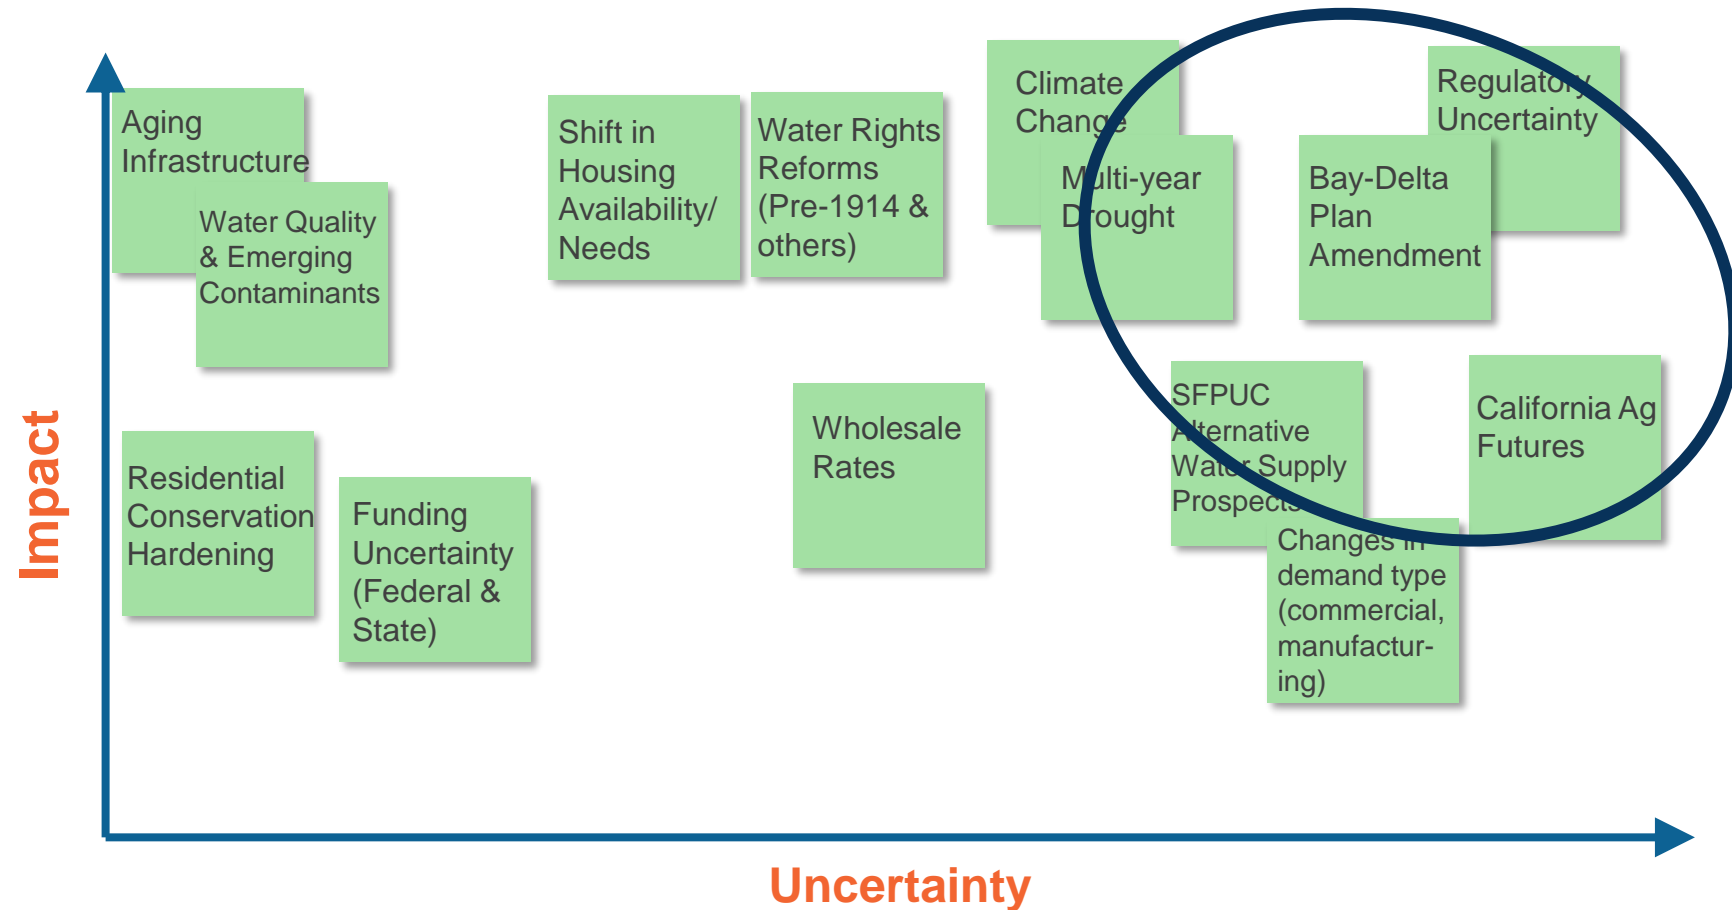 Aging
Infrastructure
Water Quality
& Emerging
Contaminants
Shift in
Housing
Availability/
Needs
Water Rights
Reforms
(Pre-1914 &
others)
Climate
Change
Multi-year
Drought
Regulatory
Uncertainty
Bay-Delta
Plan
Amendment
Impact
Residential
Conservation
Hardening
Funding
Uncertainty
(Federal &
State)
Wholesale
Rates
SFPUC
Alternative
Water Supply
Prospects
California Ag
Futures
Changes in
demand type
(commercial,
manufactur-
ing)
Uncertainty